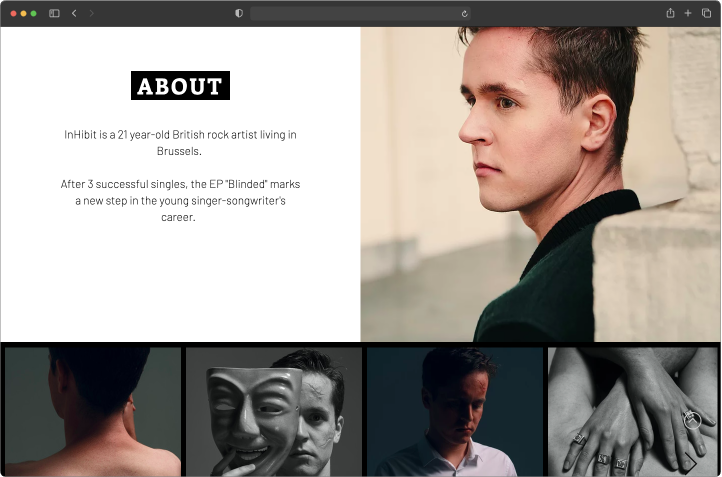 ABOUT
InHibit is a 21 year-old British rock artist living in
Brussels.
After 3 successful singles, the EP "Blinded" marks
a new step in the young singer-songwriter's
career.